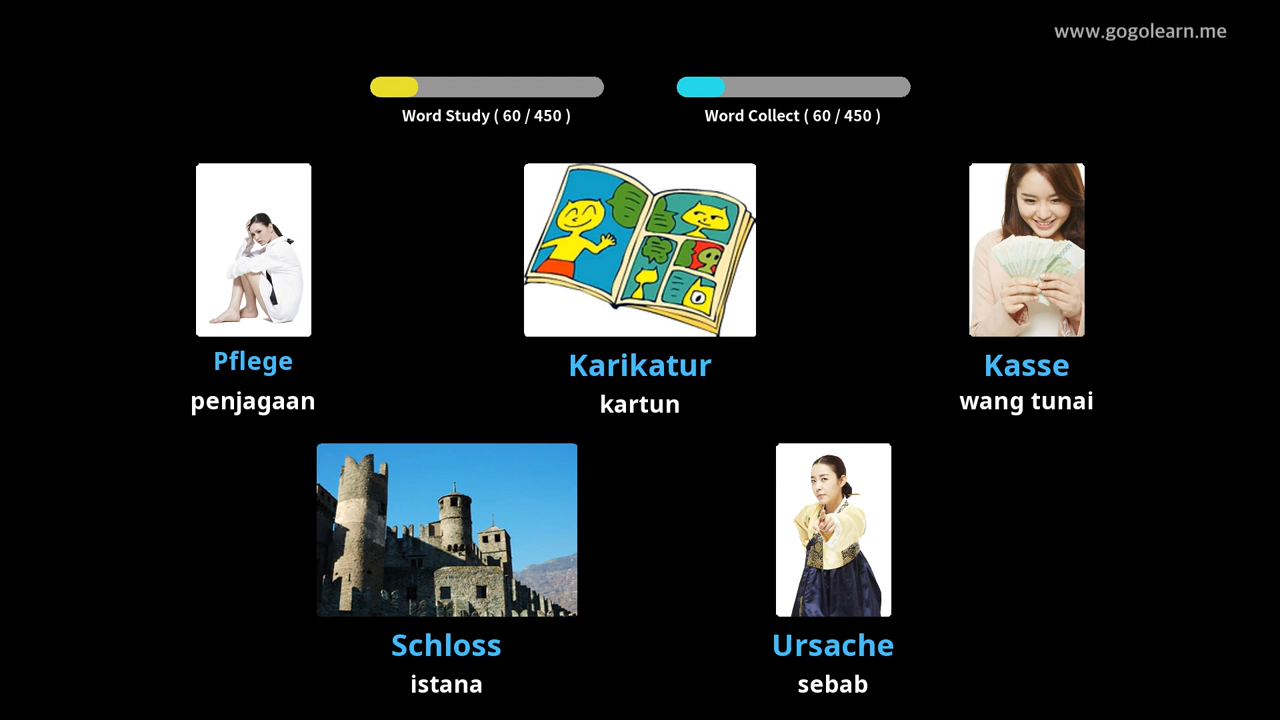 www.gogolearn.me
Word Study ( 60 / 450 )
Word Collect ( 60 / 450 )
Pflege
penjagaan
Karikatur
kartun
Kasse
wang tunai
Schloss
istana
Ursache
sebab